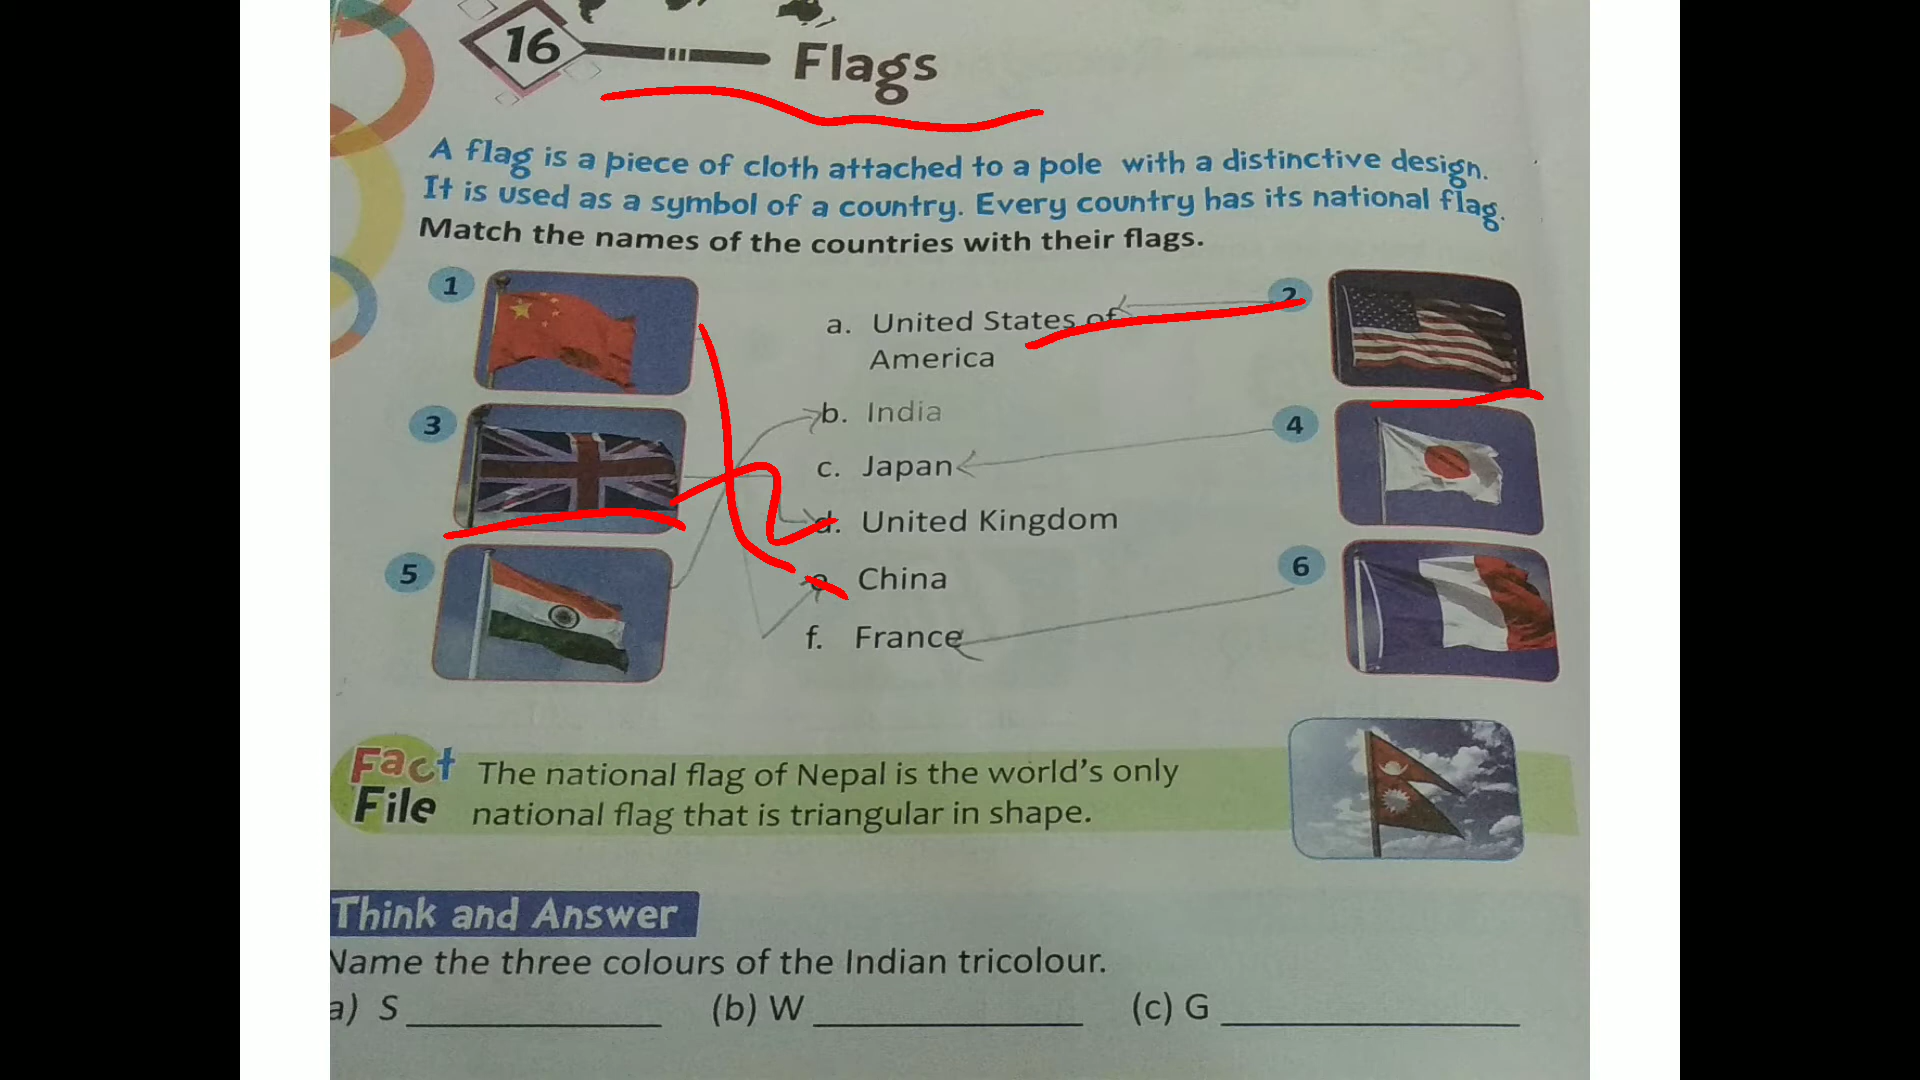 16
Flags
A flag is a piece of cloth attached to a pole with a distinctive design.
It is used as a symbol of a country. Every country has its national flag.
Match the names of the countries with their flags.
1
2
a. United States of
America
3
b. India
4
c. Japan
d. United Kingdom
5
e. China
6
f. France
Fact
File
The national flag of Nepal is the world's only
national flag that is triangular in shape.
Think and Answer
Name the three colours of the Indian tricolour.
a) S (b) W (c) G